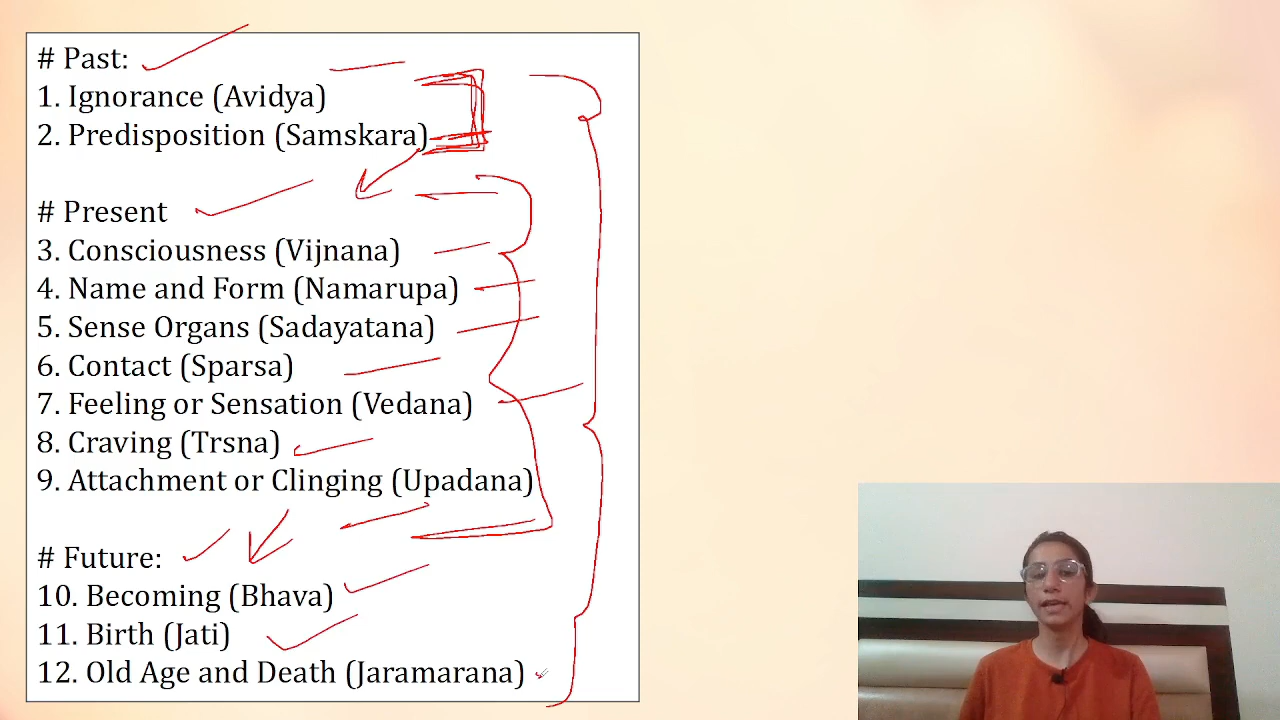 # Past:
1. Ignorance (Avidya)
2. Predisposition (Samskara)
# Present
3. Consciousness (Vijnana)
4. Name and Form (Namarupa)
5. Sense Organs (Sadayatana)
6. Contact (Sparsa)
7. Feeling or Sensation (Vedana)
8. Craving (Trsna)
9. Attachment or Clinging (Upadana)
# Future:
10. Becoming (Bhava)
11. Birth (Jati)
12. Old Age and Death (Jaramarana)